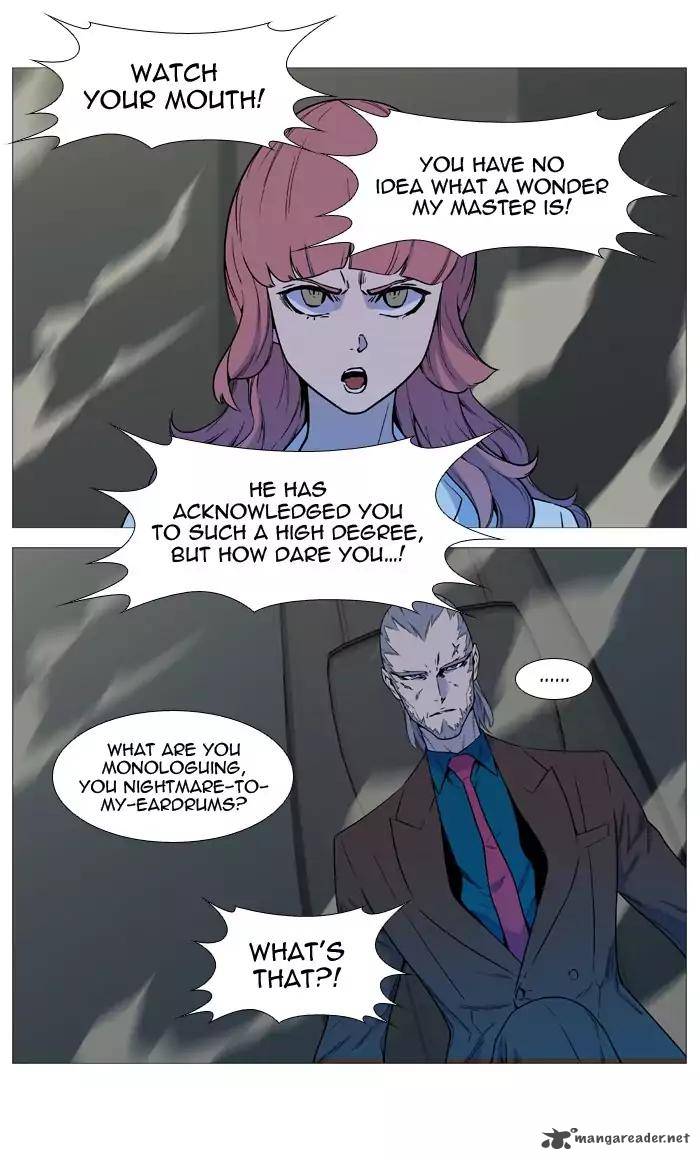 WATCH
YOUR MOUTH!
YOU HAVE NO
IDEA WHAT A WONDER
MY MASTER IS!
HE HAS
ACKNOWLEDGED YOU
TO SUCH A HIGH DEGREE,
BUT HOW DARE YOU...!
......
WHAT ARE YOU
MONOLOGUING,
YOU NIGHTMARE-TO-
MY-EARDRUMS?
WHAT'S
THAT?!
mangareader.net